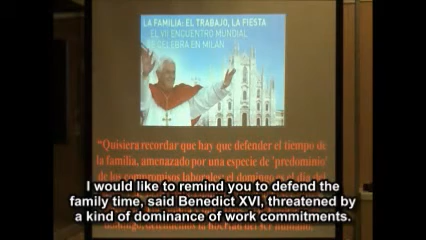 LA FAMILIA: EL TRABAJO, LA FIESTA
EL VII ENCUENTRO MUNDIAL
SE CELEBRA EN MILÁN
“Quisiera recordar que hay que defender el tiempo de
la familia, amenazado por una especie de ‘predominio’
de los compromisos laborales: el domingo es el día del
I would like to remind you to defend the
family time, said Benedict XVI, threatened by
a kind of dominance of work commitments.